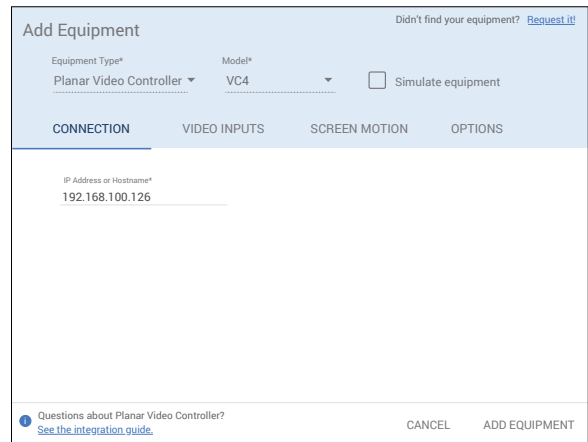 Add Equipment
Didn't find your equipment? Request it!
Equipment Type* Model*
Planar Video Controller VC4 Simulate equipment
CONNECTION VIDEO INPUTS SCREEN MOTION OPTIONS
IP Address or Hostname*
192.168.100.126
Questions about Planar Video Controller?
See the integration guide.
CANCEL ADD EQUIPMENT